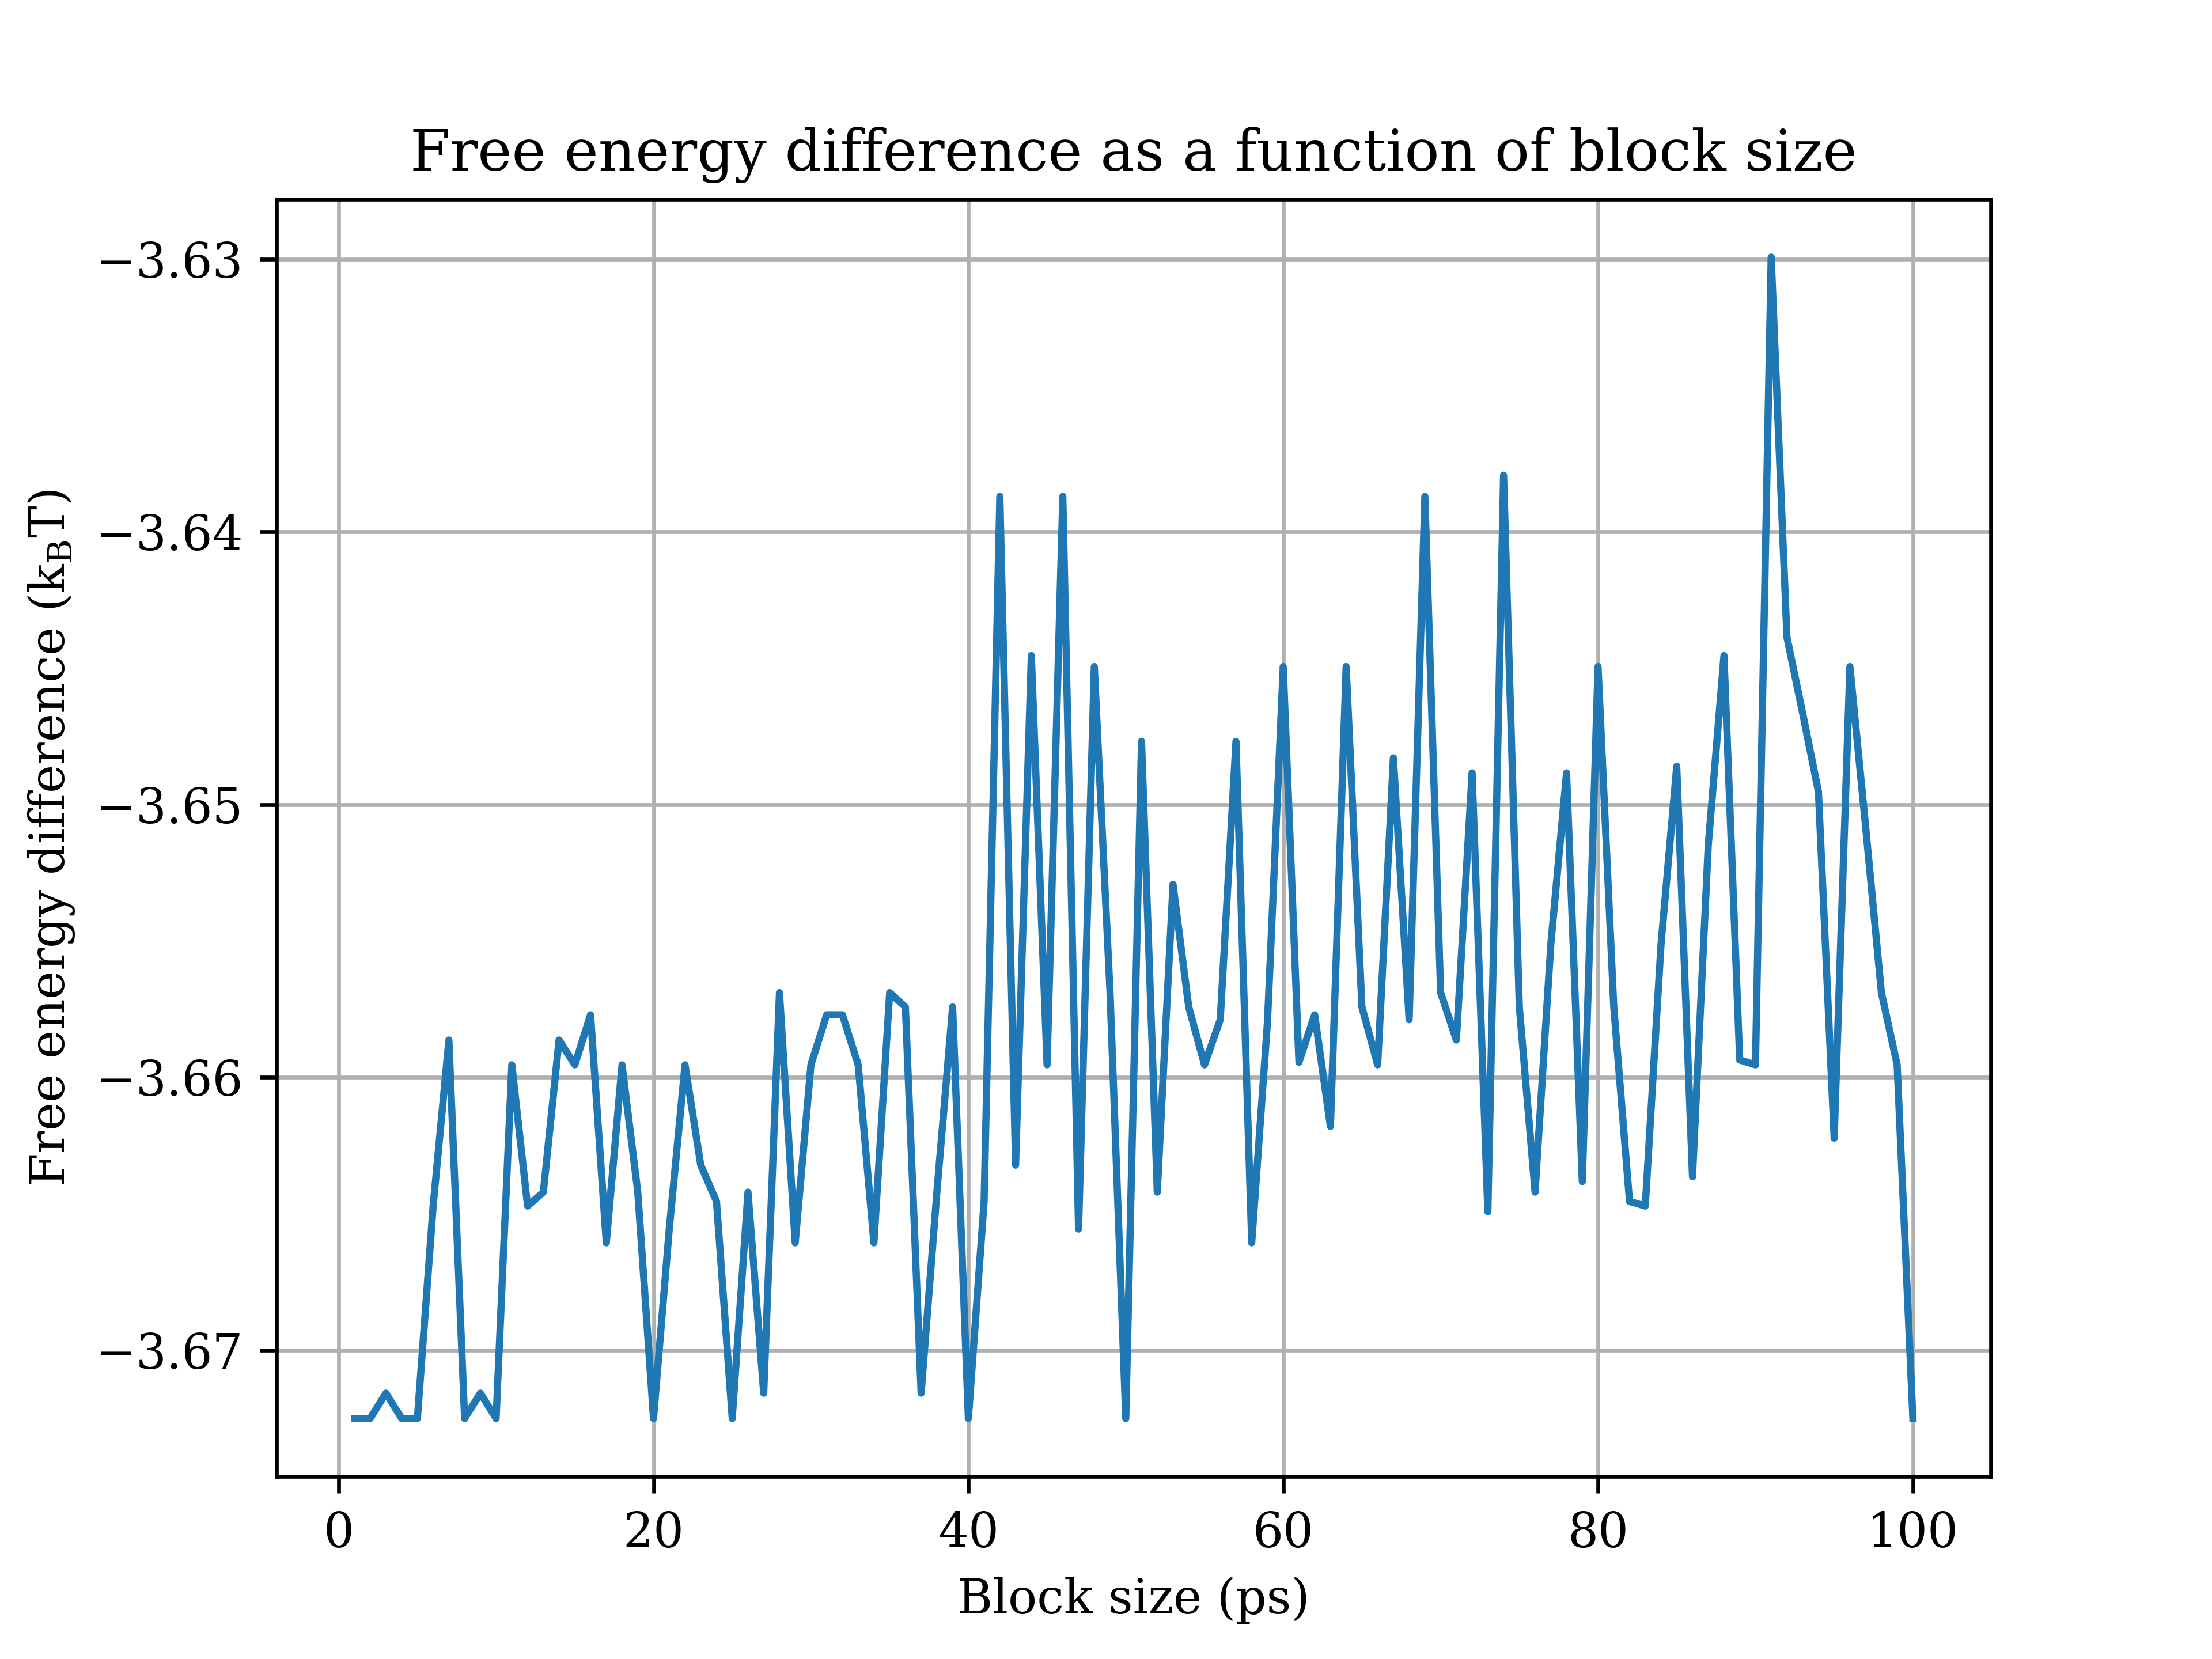 Free energy difference as a function of block size
Free energy difference (k_BT)
−3.63
−3.64
−3.65
−3.66
−3.67
0 20 40 60 80 100
Block size (ps)